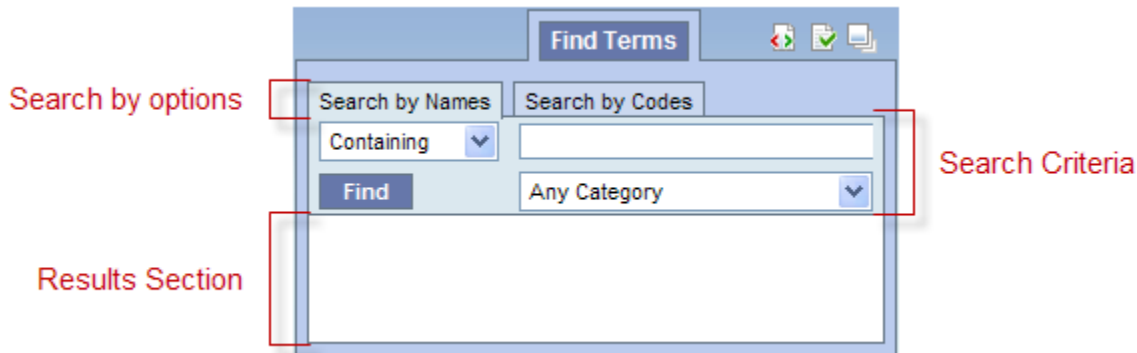 Find Terms
Search by options
Search by Names
Search by Codes
Containing
Search Criteria
Find
Any Category
Results Section